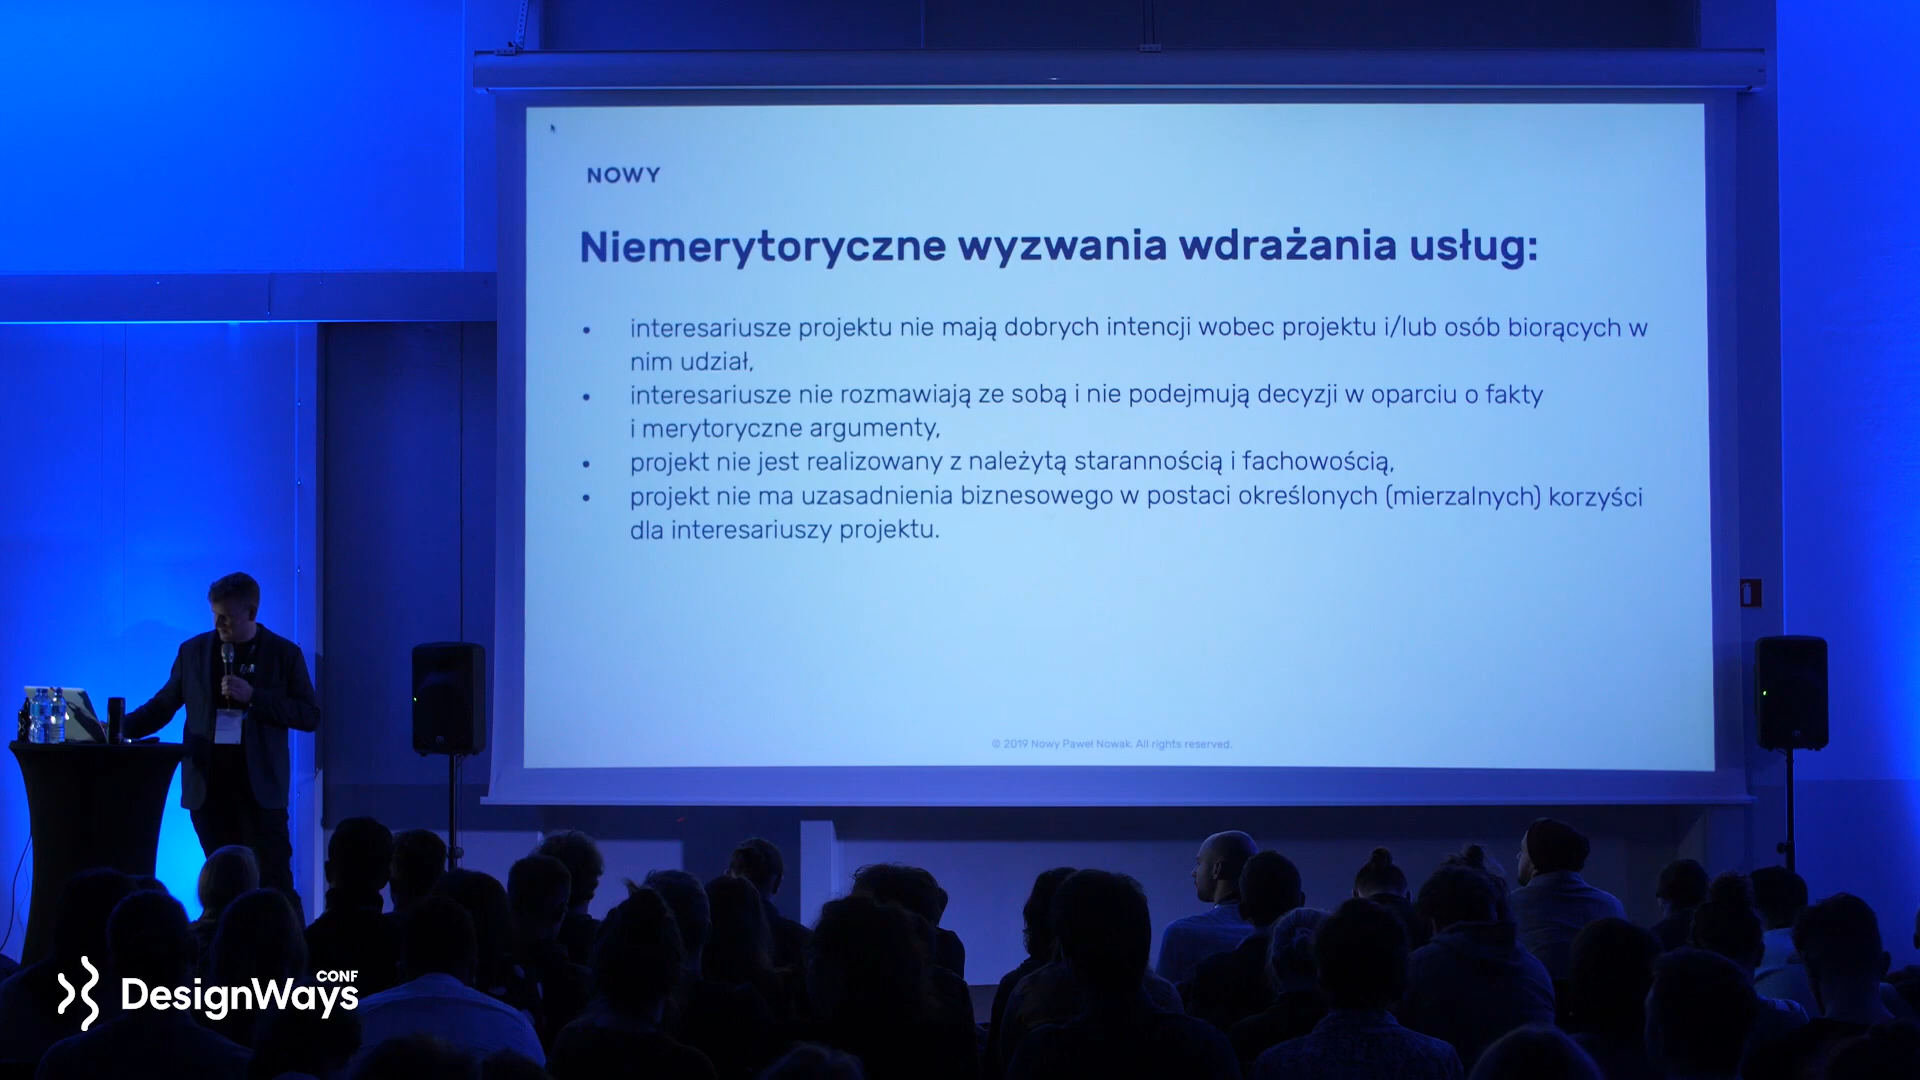 NOWY
Niemerytoryczne wyzwania wdrażania usług:
• interesariusze projektu nie mają dobrych intencji wobec projektu i/lub osób biorących w
nim udział,
• interesariusze nie rozmawiają ze sobą i nie podejmują decyzji w oparciu o fakty
i merytoryczne argumenty,
• projekt nie jest realizowany z należytą starannością i fachowością,
• projekt nie ma uzasadnienia biznesowego w postaci określonych (mierzalnych) korzyści
dla interesariuszy projektu.
© 2019 Nowy Paweł Nowak. All rights reserved.
DesignWays CONF